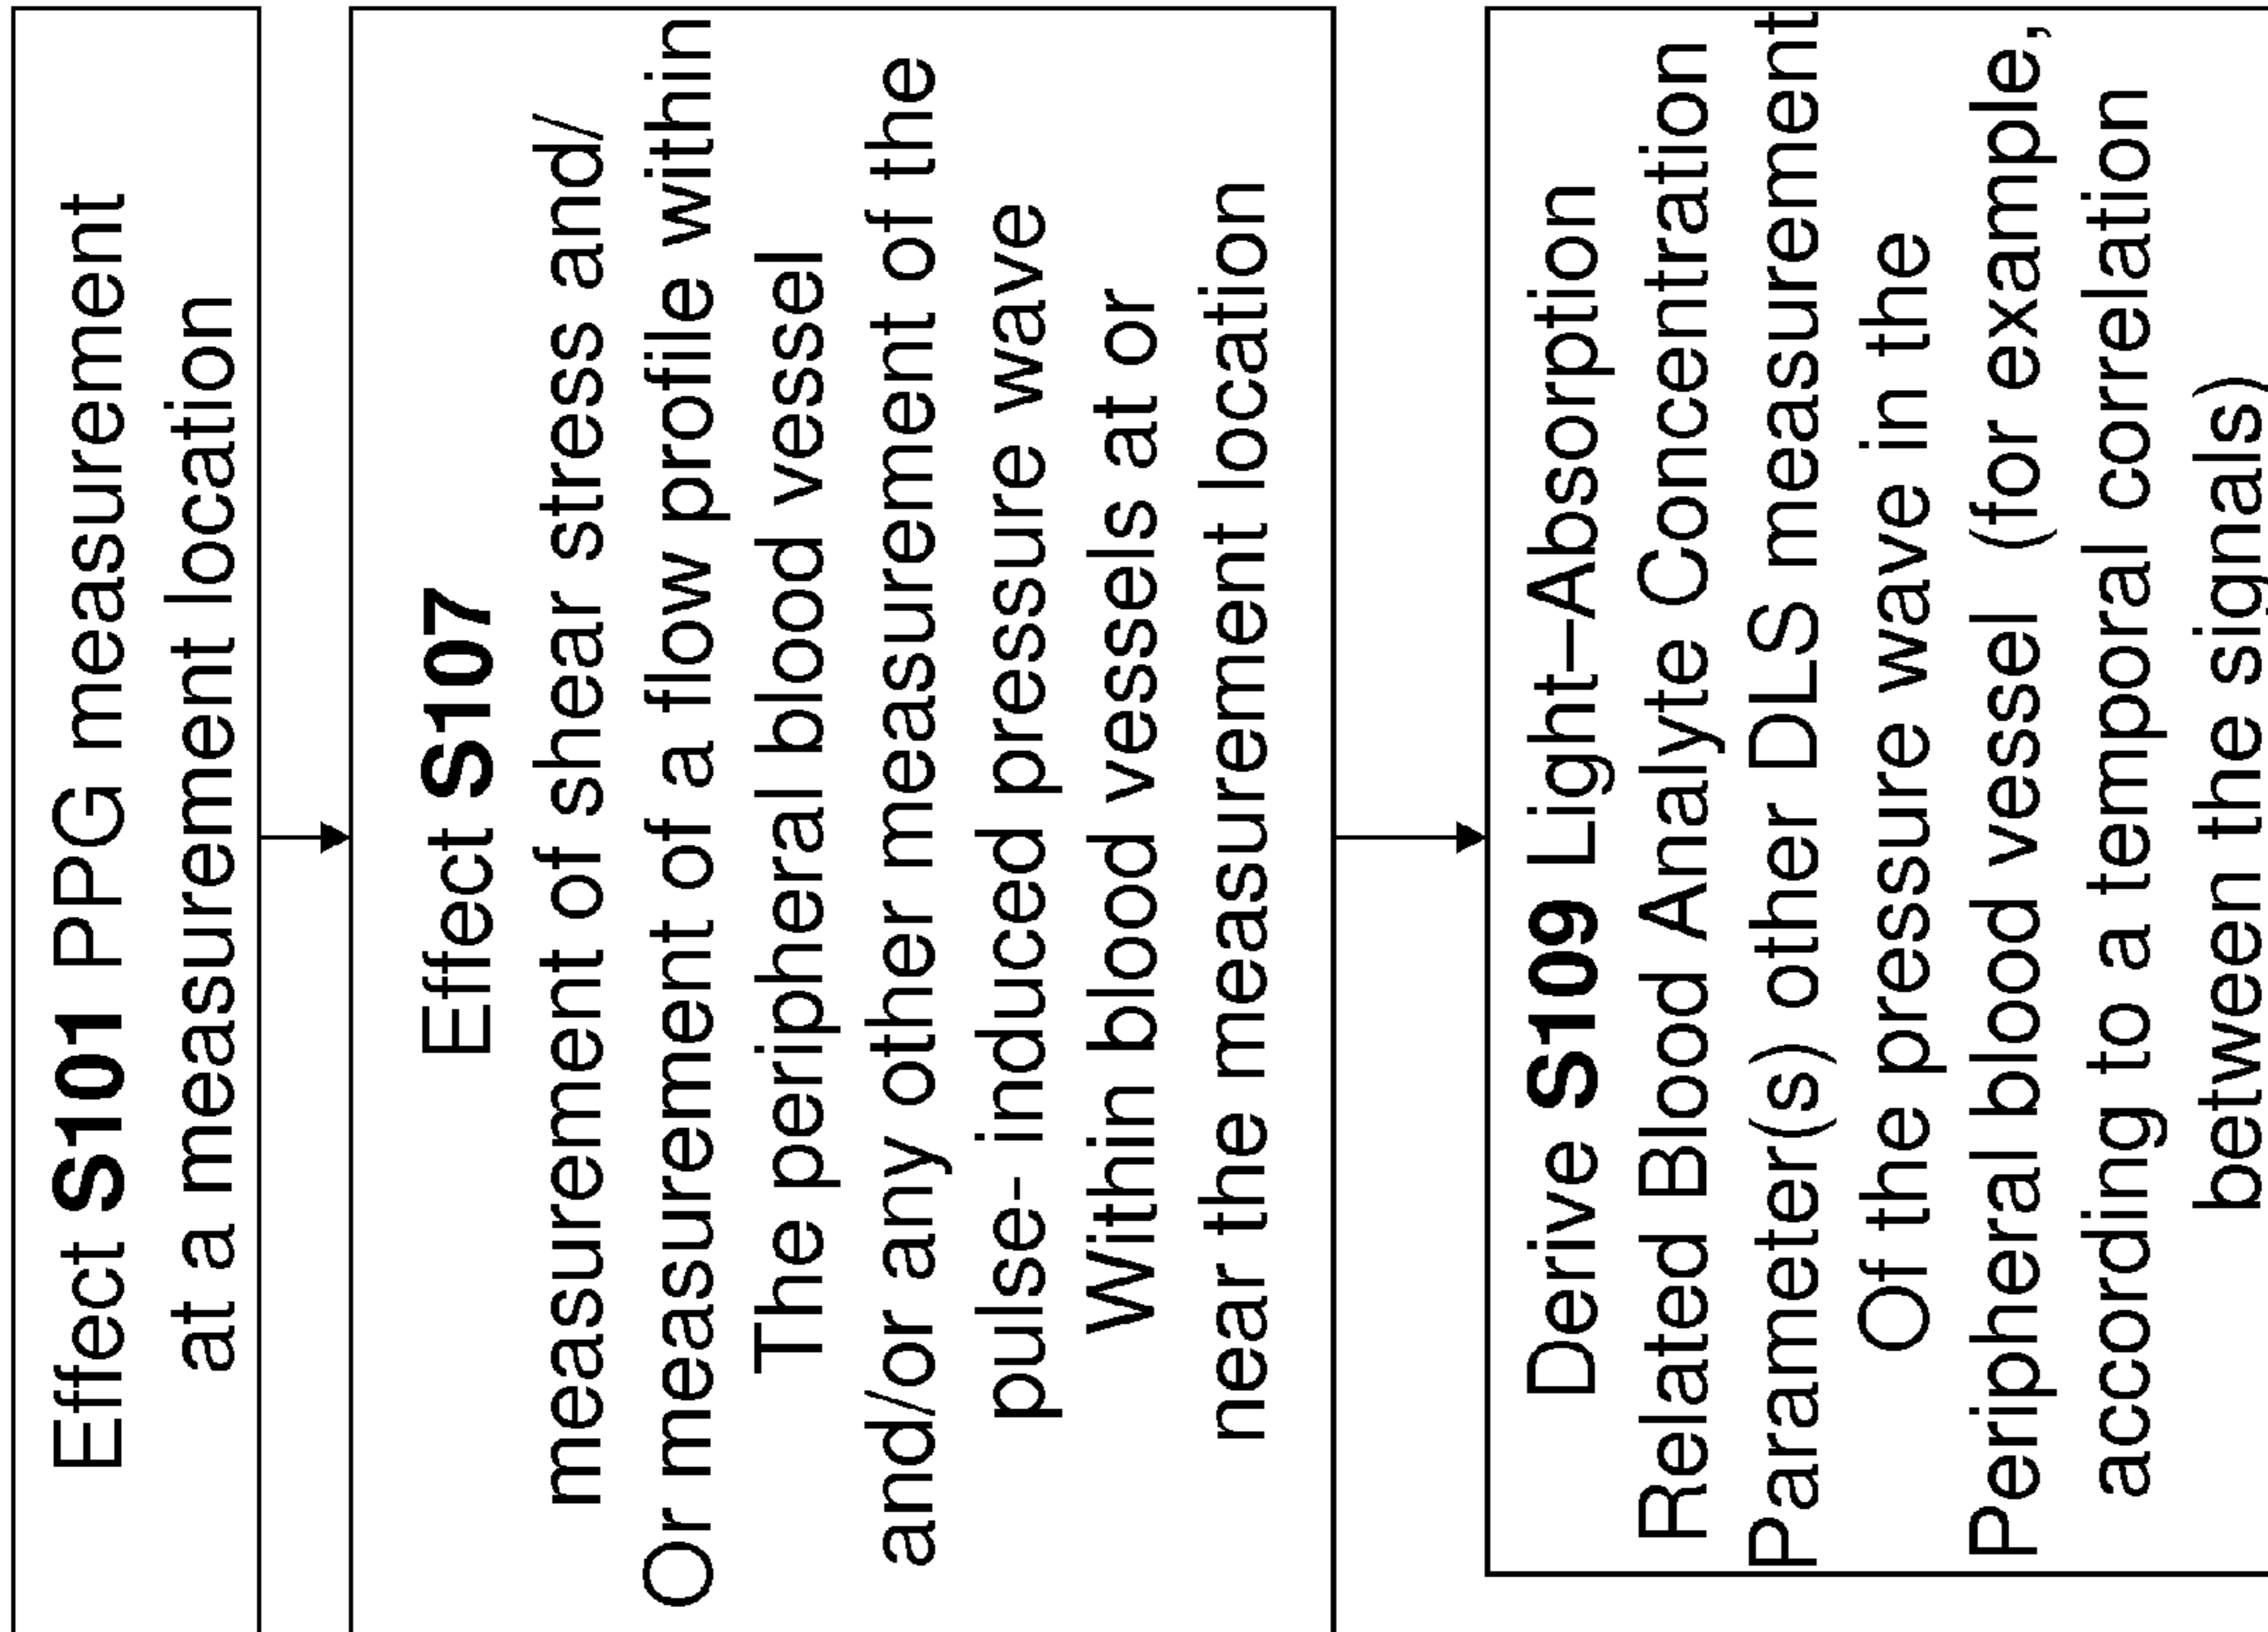 Effect S101 PPG measurement
at a measurement location
Effect S107
measurement of shear stress and/
Or measurement of a flow profile within
The peripheral blood vessel
and/or any other measurement of the
pulse- induced pressure wave
Within blood vessels at or
near the measurement location
Derive S109 Light–Absorption
Related Blood Analyte Concentration
Parameter(s) other DLS measurement
Of the pressure wave in the
Peripheral blood vessel (for example,
according to a temporal correlation
between the signals)